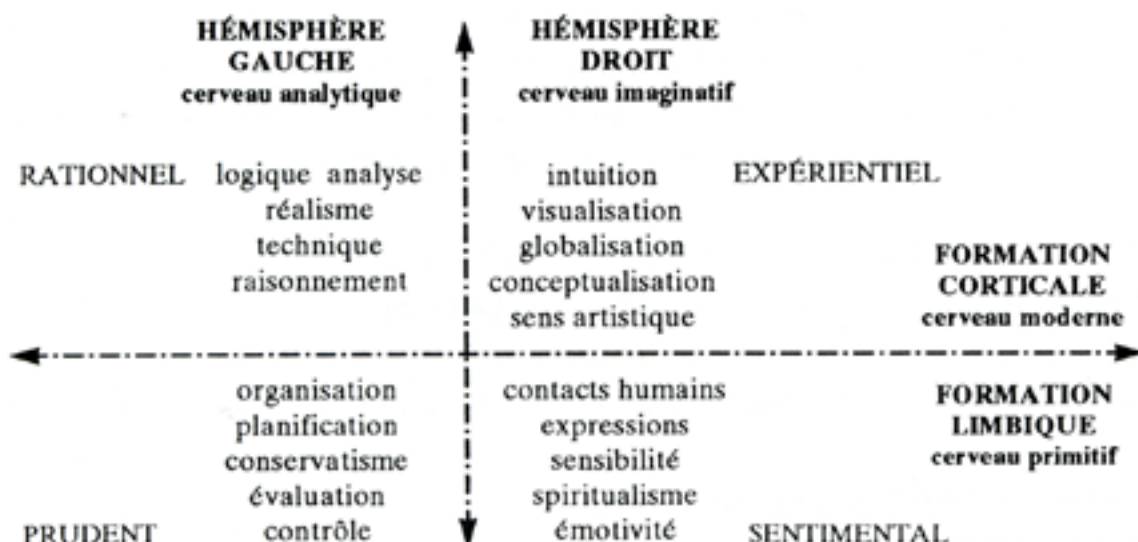 HÉMISPHÈRE
GAUCHE
cerveau analytique
HÉMISPHÈRE
DROIT
cerveau imaginatif
RATIONNEL
logique analyse
réalisme
technique
raisonnement
intuition
visualisation
globalisation
conceptualisation
sens artistique
EXPÉRIENTIEL
FORMATION
CORTICALE
cerveau moderne
organisation
planification
conservatisme
évaluation
contrôle
PRUDENT
contacts humains
expressions
sensibilité
spiritualisme
émotivité
SENTIMENTAL
FORMATION
LIMBIQUE
cerveau primitif